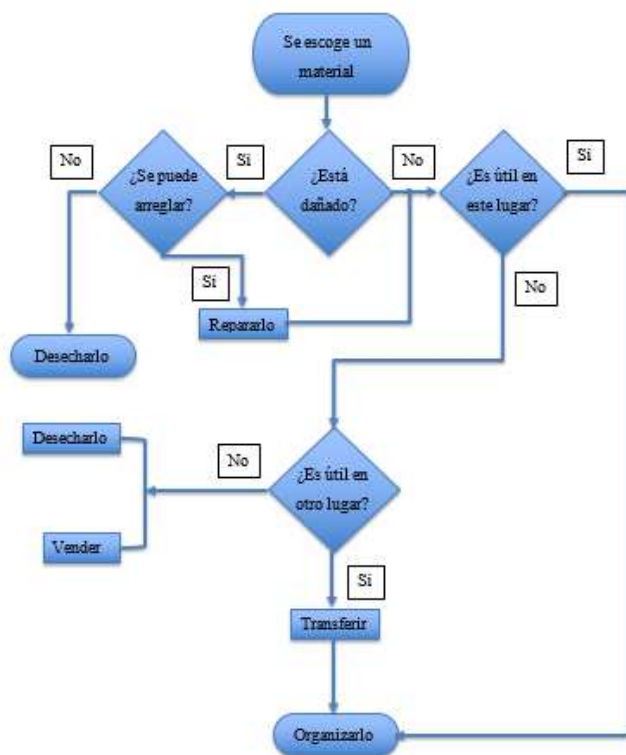 Se escoge un
material
No
¿Se puede
arreglar?
Si
¿Está
dañado?
No
¿Es útil en
este lugar?
Si
Si
Repararlo
No
Desecharlo
Desecharlo
No
¿Es útil en
otro lugar?
Vender
Si
Transferir
Organizarlo